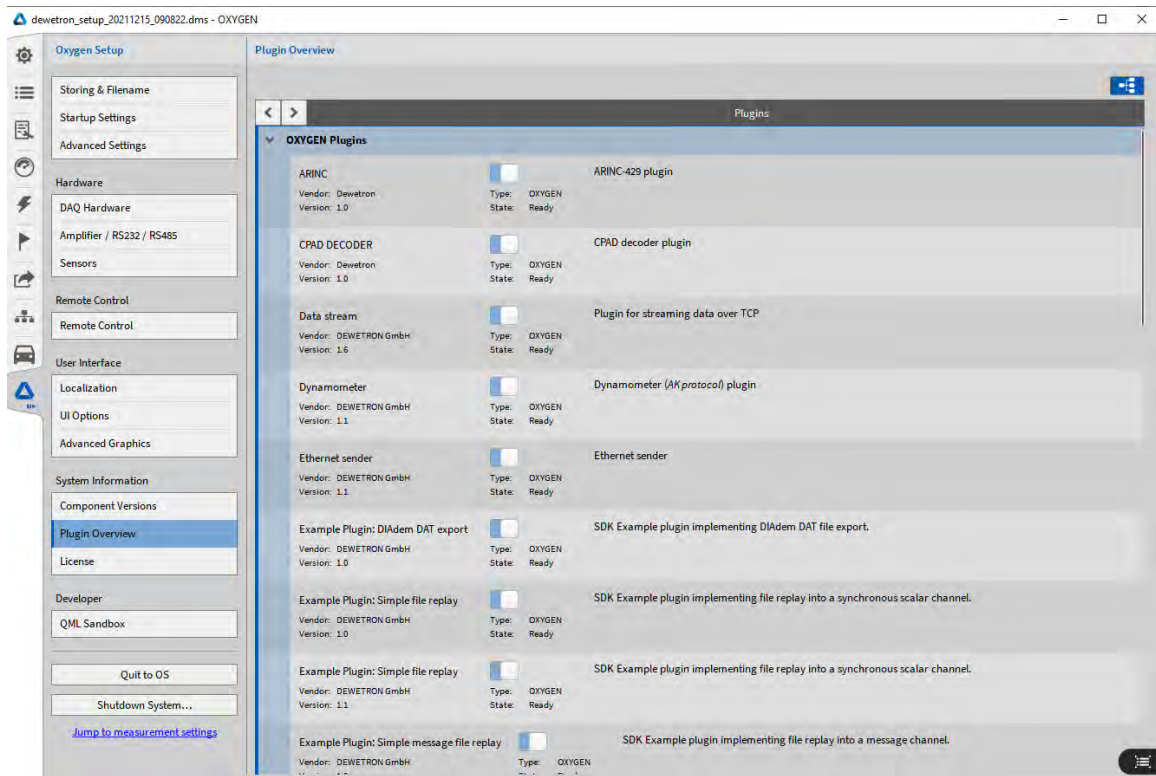 dewetron_setup_20211215_090822.dms - OXYGEN
Oxygen Setup
Storing & Filename
Startup Settings
Advanced Settings
Hardware
DAQ Hardware
Amplifier / RS232 / RS485
Sensors
Remote Control
Remote Control
User Interface
Localization
UI Options
Advanced Graphics
System Information
Component Versions
Plugin Overview
License
Developer
QML Sandbox
Quit to OS
Shutdown System...
Jump to measurement settings
Plugin Overview
Plugins
OXYGEN Plugins
ARINC ARINC-429 plugin
Vendor: Dewetron Type: OXYGEN
Version: 1.0 State: Ready
CPAD DECODER CPAD decoder plugin
Vendor: Dewetron Type: OXYGEN
Version: 1.0 State: Ready
Data stream Plugin for streaming data over TCP
Vendor: DEWETRON GmbH Type: OXYGEN
Version: 1.6 State: Ready
Dynamometer Dynamometer (AK protocol) plugin
Vendor: DEWETRON GmbH Type: OXYGEN
Version: 1.1 State: Ready
Ethernet sender Ethernet sender
Vendor: DEWETRON GmbH Type: OXYGEN
Version: 1.1 State: Ready
Example Plugin: DIAdem DAT export SDK Example plugin implementing DIAdem DAT file export.
Vendor: DEWETRON GmbH Type: OXYGEN
Version: 1.0 State: Ready
Example Plugin: Simple file replay SDK Example plugin implementing file replay into a synchronous scalar channel.
Vendor: DEWETRON GmbH Type: OXYGEN
Version: 1.0 State: Ready
Example Plugin: Simple file replay SDK Example plugin implementing file replay into a synchronous scalar channel.
Vendor: DEWETRON GmbH Type: OXYGEN
Version: 1.1 State: Ready
Example Plugin: Simple message file replay SDK Example plugin implementing file replay into a message channel.
Vendor: DEWETRON GmbH Type: OXYGEN